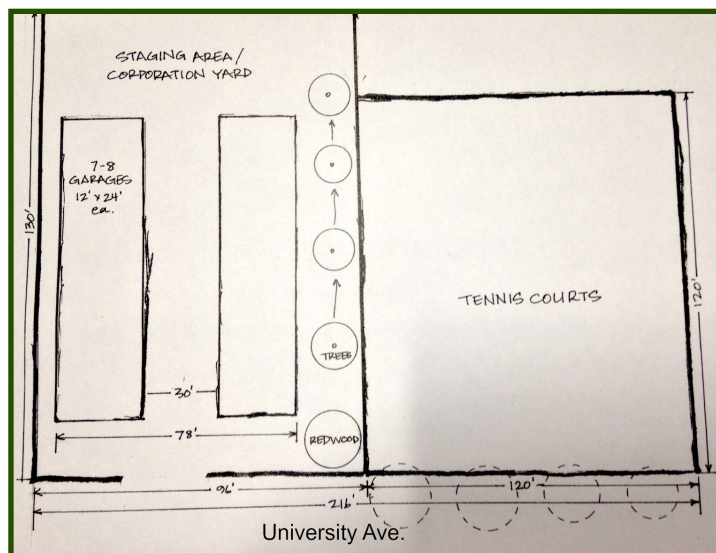 STAGING AREA/
CORPORATION YARD
7-8
GARAGES
12' x 24'
ea.
130'
TREES
TENNIS COURTS
120'
30'
78'
REDWOOD
96'
120'
216'
University Ave.